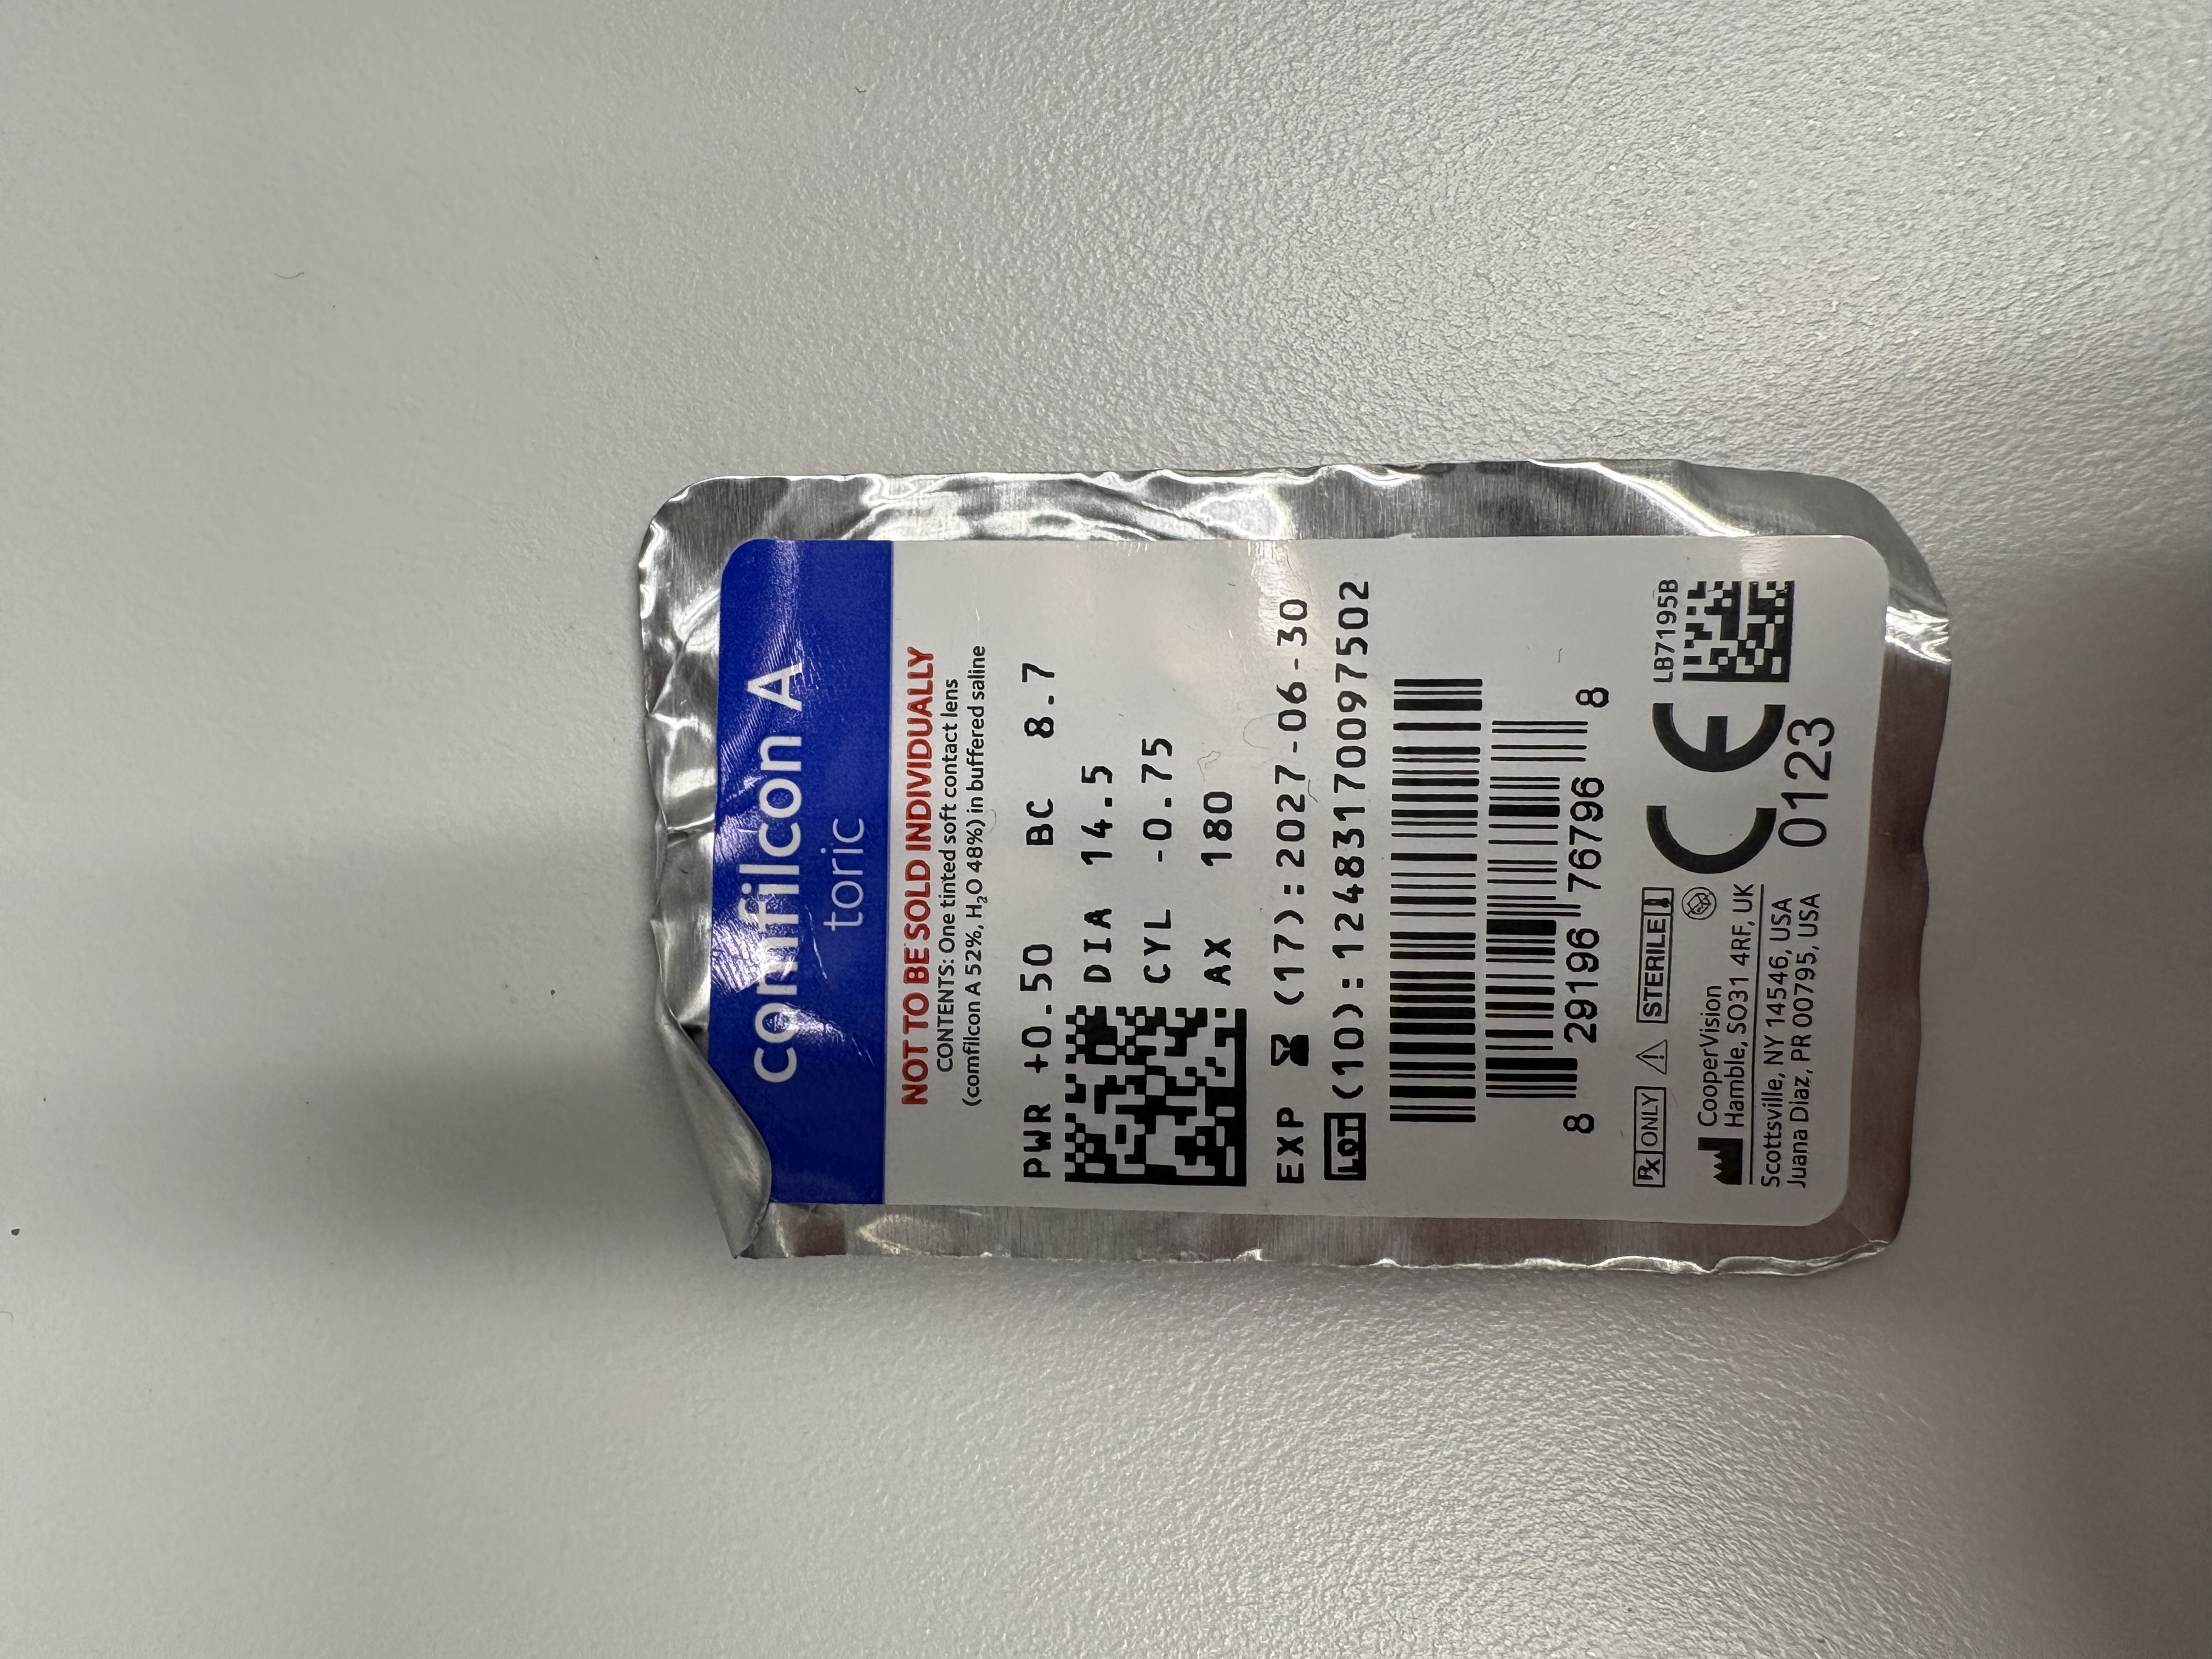 comfilcon A
toric
NOT TO BE SOLD INDIVIDUALLY
CONTENTS: One tinted soft contact lens
(comfilcon A 52%, H₂O 48%) in buffered saline
PWR +0.50 BC 8.7
DIA 14.5
CYL -0.75
AX 180
EXP (17):2027-06-30
LOT (10):12483170097502
8 29196 76796 8
Rx ONLY STERILE
LB7195B
CooperVision
Hamble, SO31 4RF, UK
Scottsville, NY 14546, USA
Juana Diaz, PR 00795, USA
CE
0123